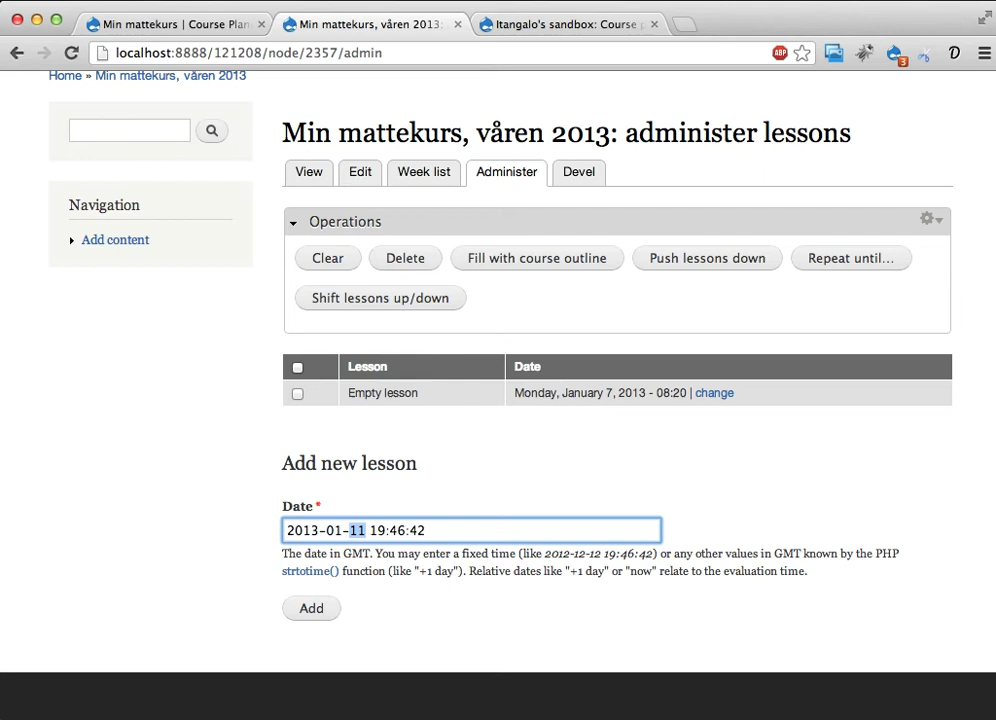 Min mattekurs | Course Plan
Min mattekurs, våren 2013:
Itangalo's sandbox: Course
localhost:8888/121208/node/2357/admin
ABP
3
D
Home » Min mattekurs, våren 2013
Min mattekurs, våren 2013: administer lessons
View Edit Week list Administer Devel
Navigation
Add content
Operations
Clear Delete Fill with course outline Push lessons down Repeat until...
Shift lessons up/down
Lesson Date
Empty lesson Monday, January 7, 2013 - 08:20 | change
Add new lesson
Date *
2013-01-11 19:46:42
The date in GMT. You may enter a fixed time (like 2012-12-12 19:46:42) or any other values in GMT known by the PHP
strtotime() function (like "+1 day"). Relative dates like "+1 day" or "now" relate to the evaluation time.
Add